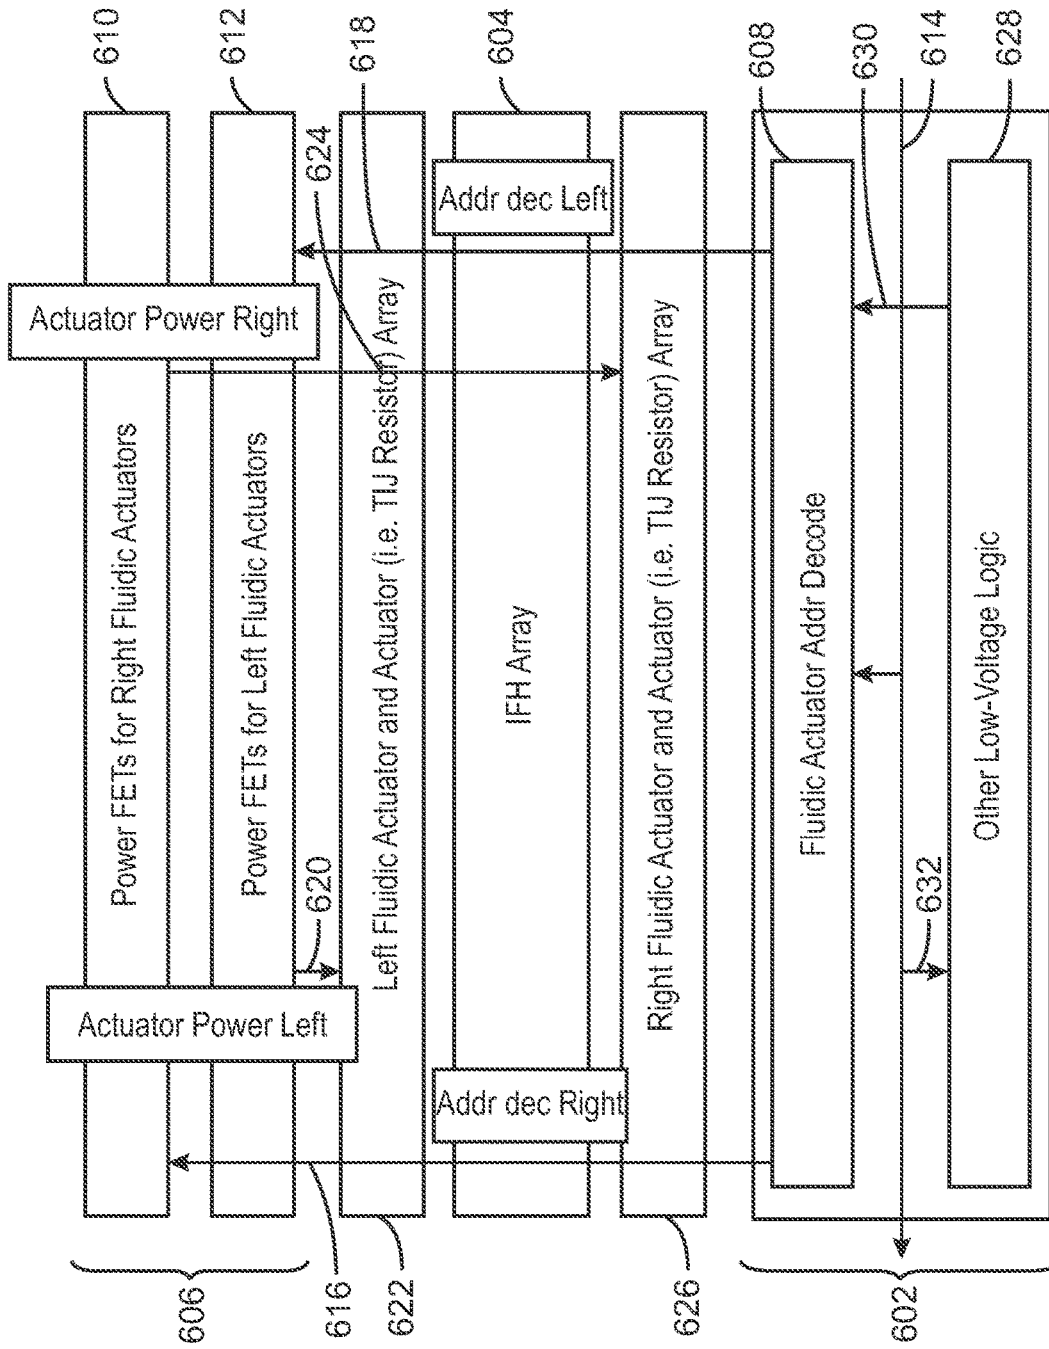 610
612
624
618
604
608
630
614
628
Addr dec Left
Actuator Power Right
Power FETs for Right Fluidic Actuators
Power FETs for Left Fluidic Actuators
Left Fluidic Actuator and Actuator (i.e. TIJ Resistor) Array
IFH Array
Right Fluidic Actuator and Actuator (i.e. TIJ Resistor) Array
Fluidic Actuator Addr Decode
Other Low-Voltage Logic
620
632
Actuator Power Left
Addr dec Right
606
616
622
626
602